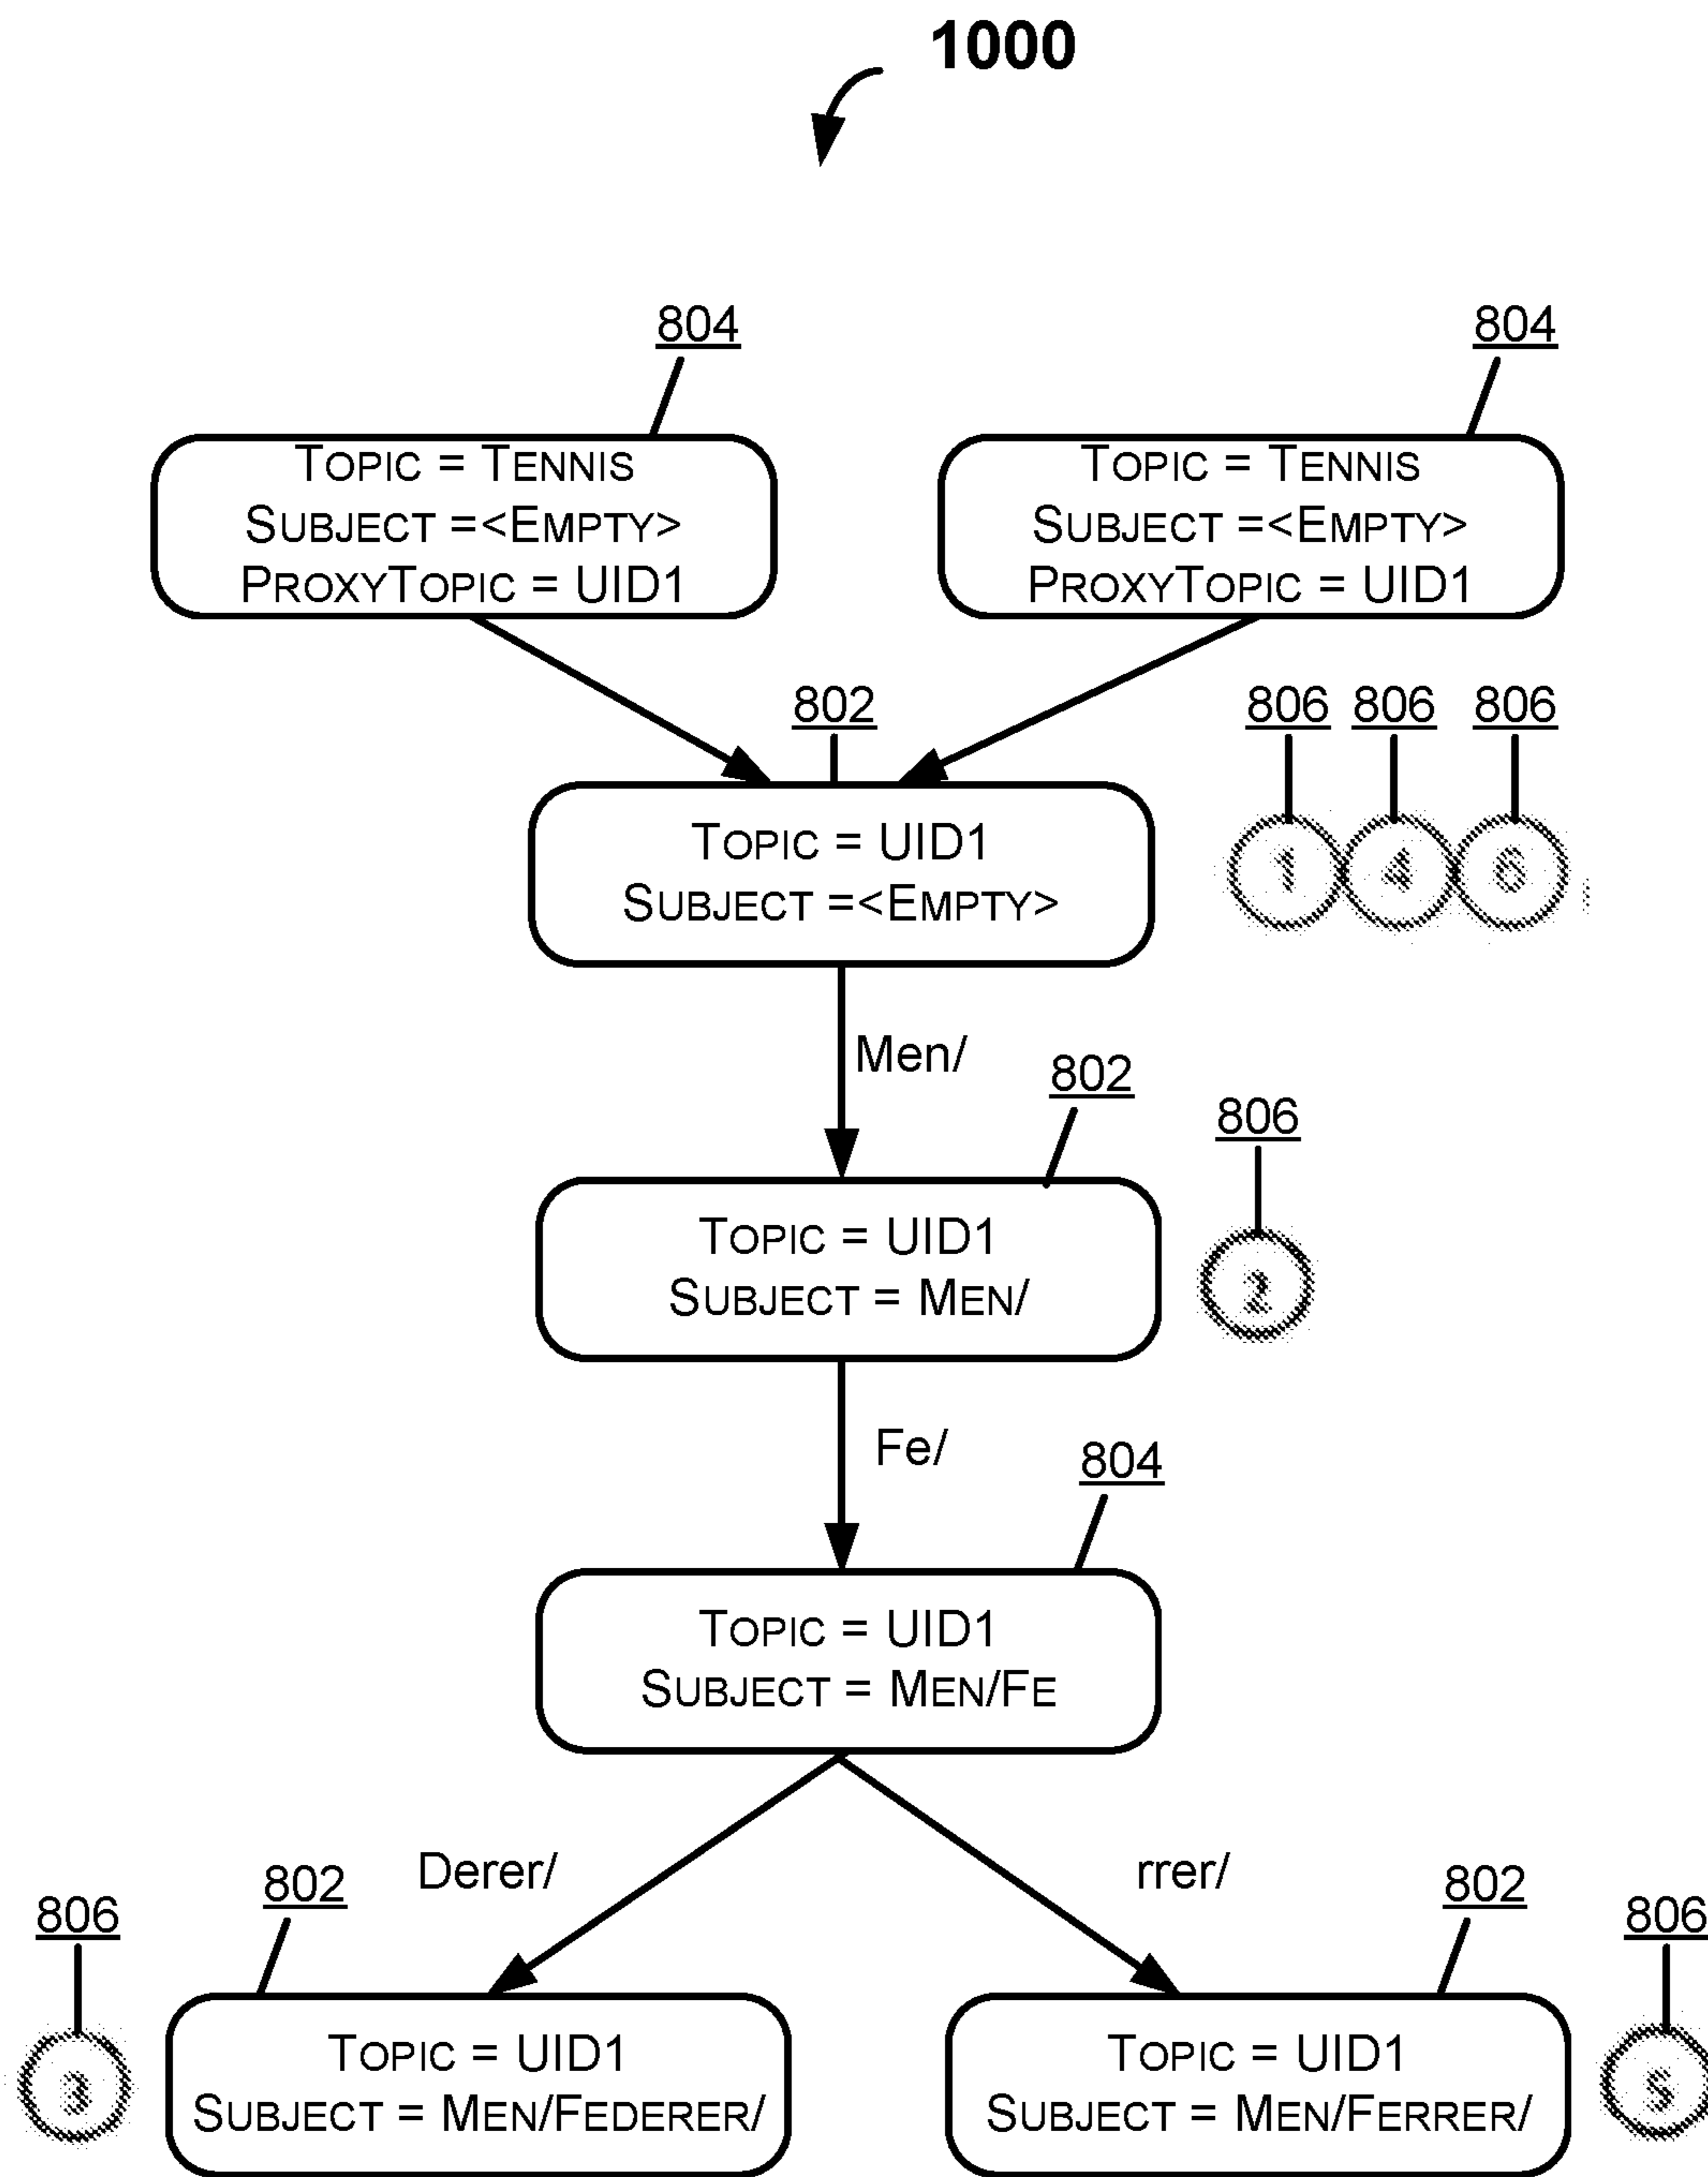 1000
804
804
TOPIC = TENNIS
SUBJECT =<EMPTY>
PROXYTOPIC = UID1
TOPIC = TENNIS
SUBJECT =<EMPTY>
PROXYTOPIC = UID1
802
806 806 806
TOPIC = UID1
SUBJECT =<EMPTY>
1 4 6
Men/
802
806
TOPIC = UID1
SUBJECT = MEN/
2
Fe/
804
TOPIC = UID1
SUBJECT = MEN/FE
Derer/
rrer/
806
802
802
806
3
TOPIC = UID1
SUBJECT = MEN/FEDERER/
TOPIC = UID1
SUBJECT = MEN/FERRER/
5